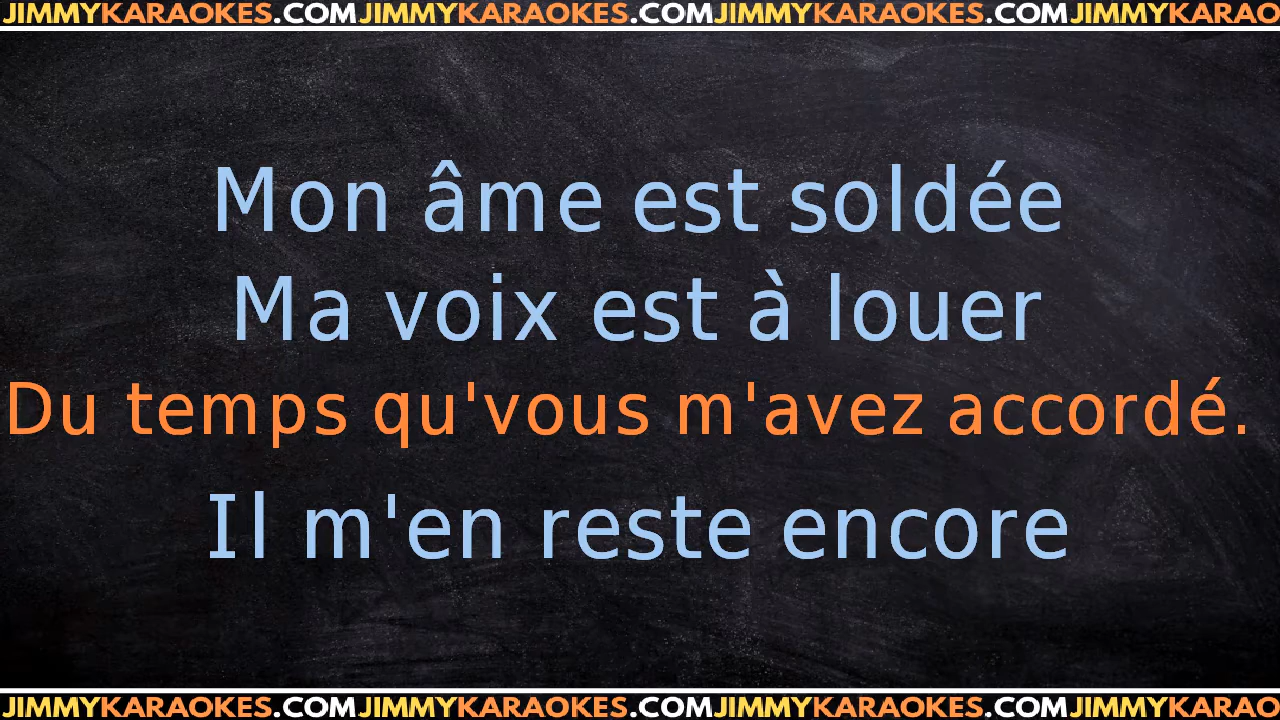 JIMMYKARAOKES.COMJIMMYKARAOKES.COMJIMMYKARAOKES.COMJIMMYKARAO
Mon âme est soldée
Ma voix est à louer
Du temps qu'vous m'avez accordé.
Il m'en reste encore
JIMMYKARAOKES.COMJIMMYKARAOKES.COMJIMMYKARAOKES.COMJIMMYKARAO